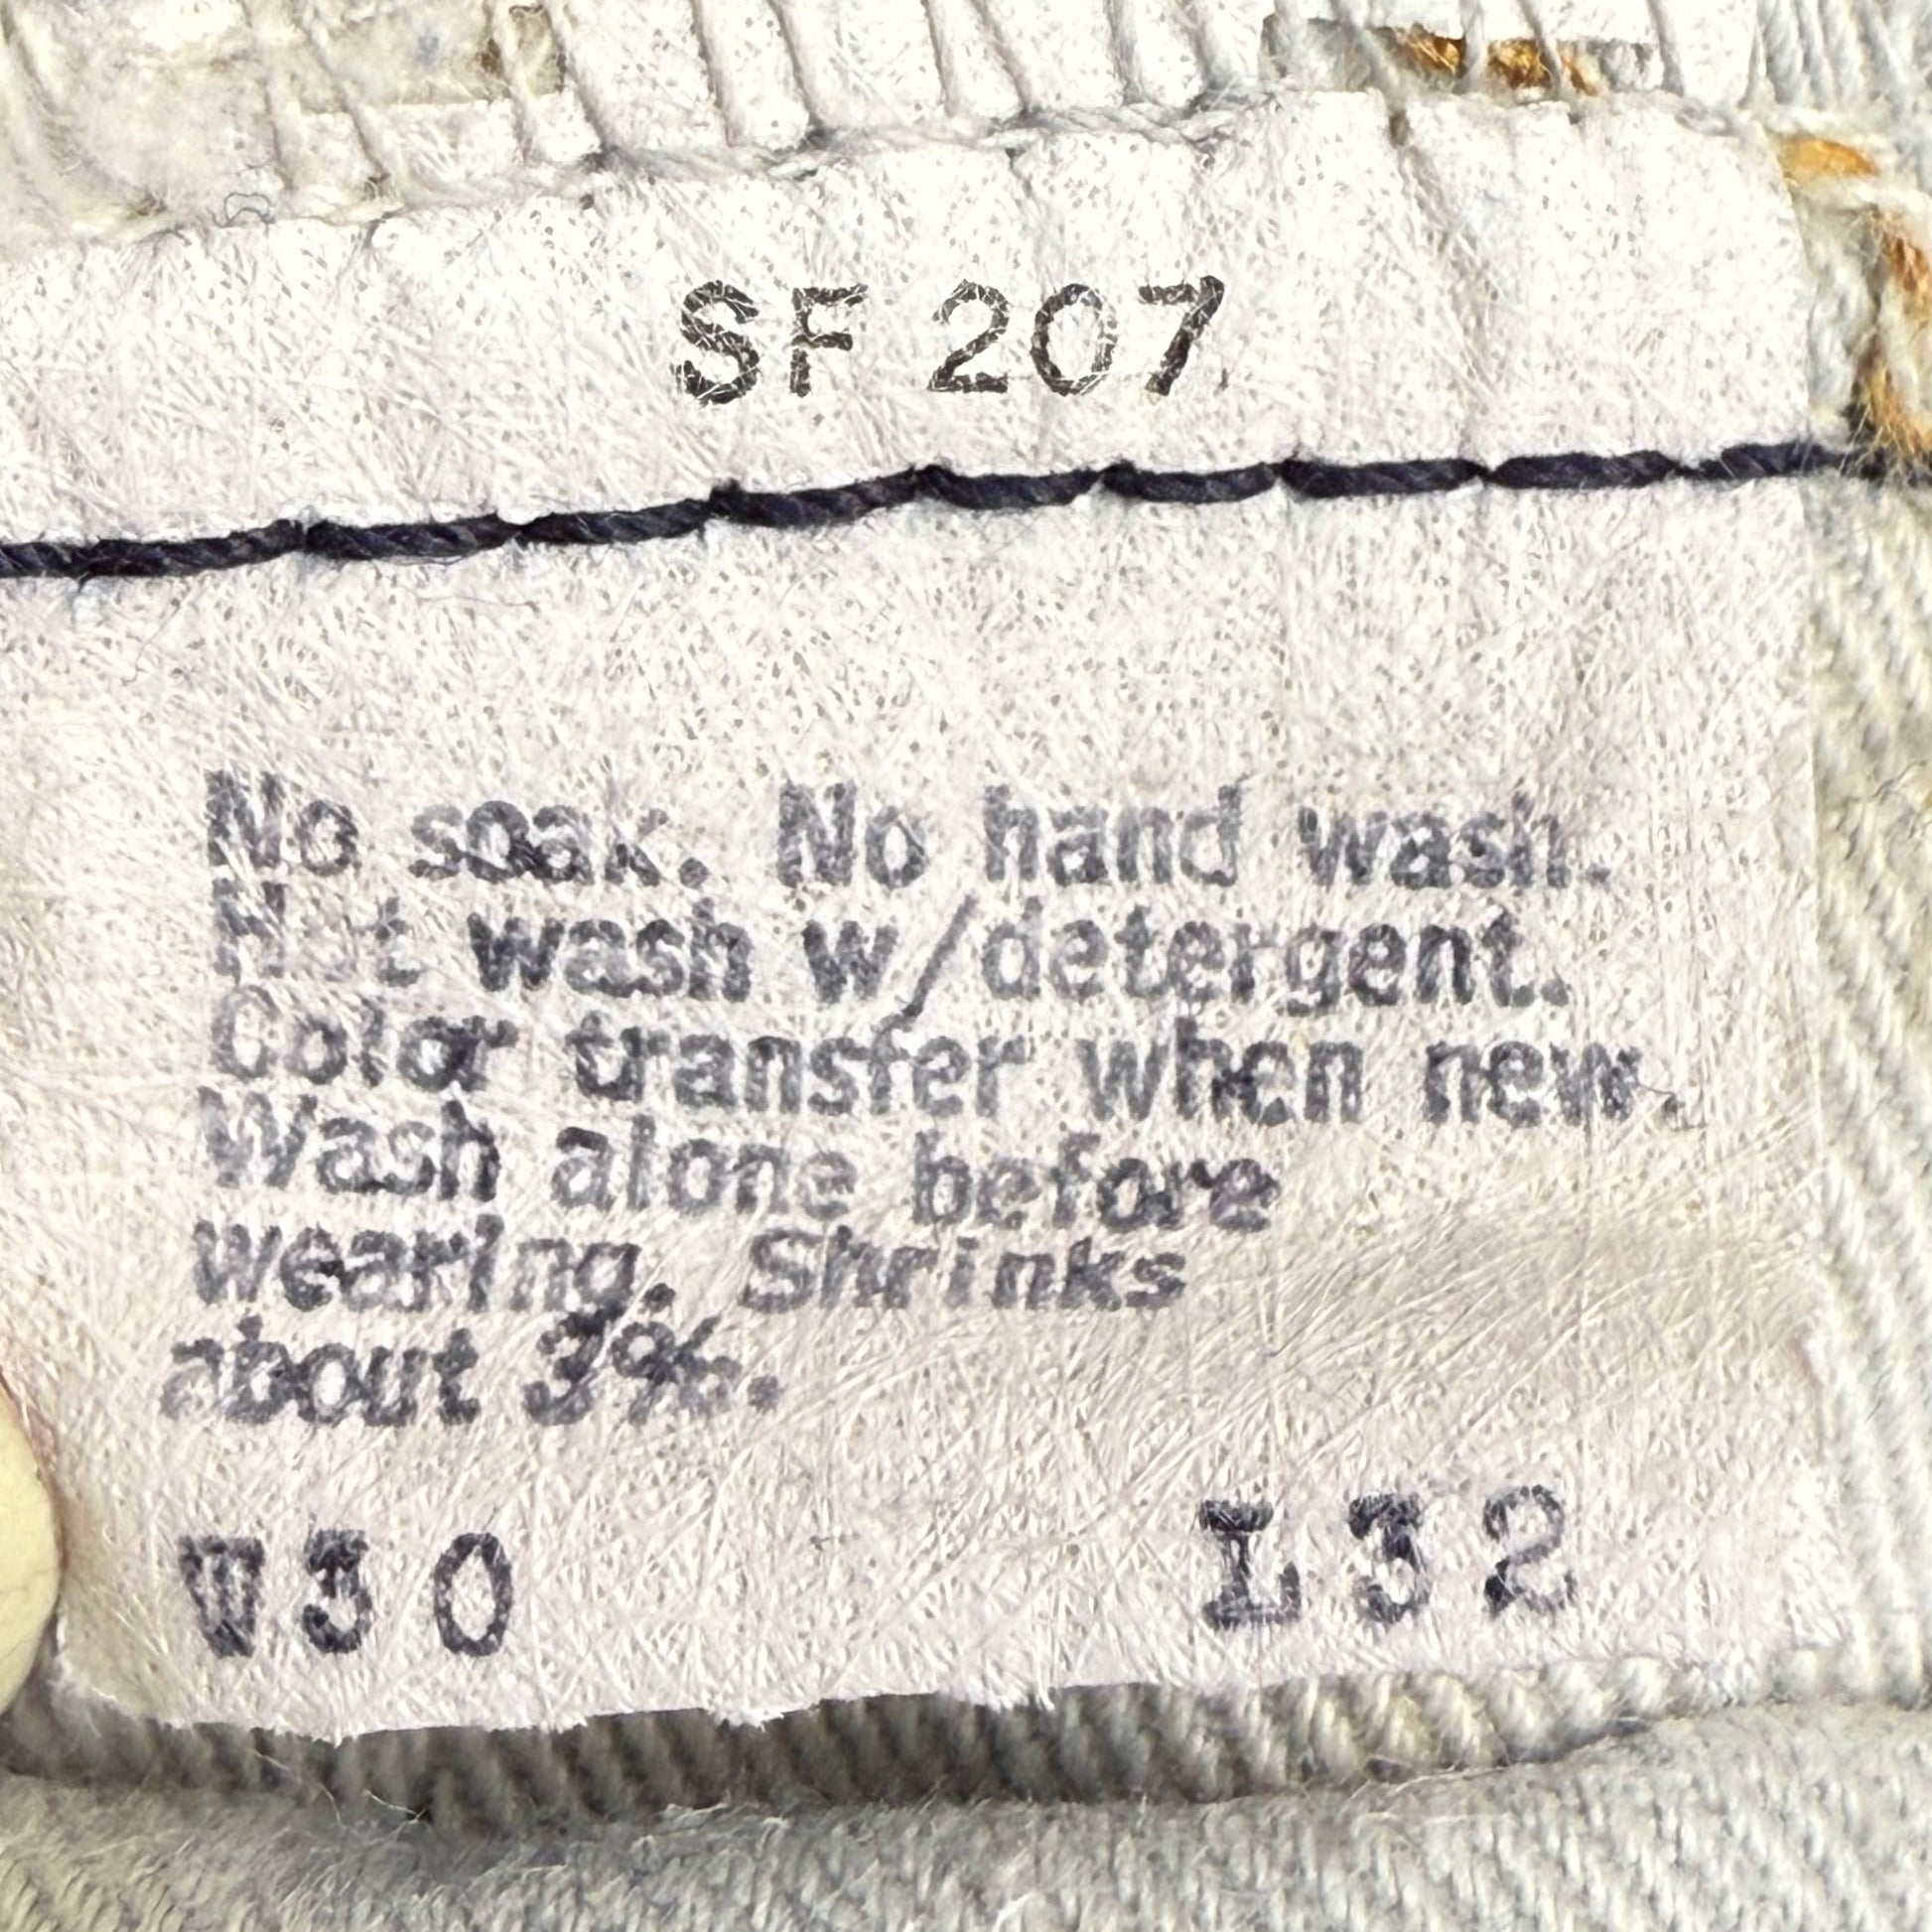 SF 207
No soak. No hand wash.
Hot wash w/detergent.
Color transfer when new.
Wash alone before
wearing. Shrinks
about 3%.
W30 L32